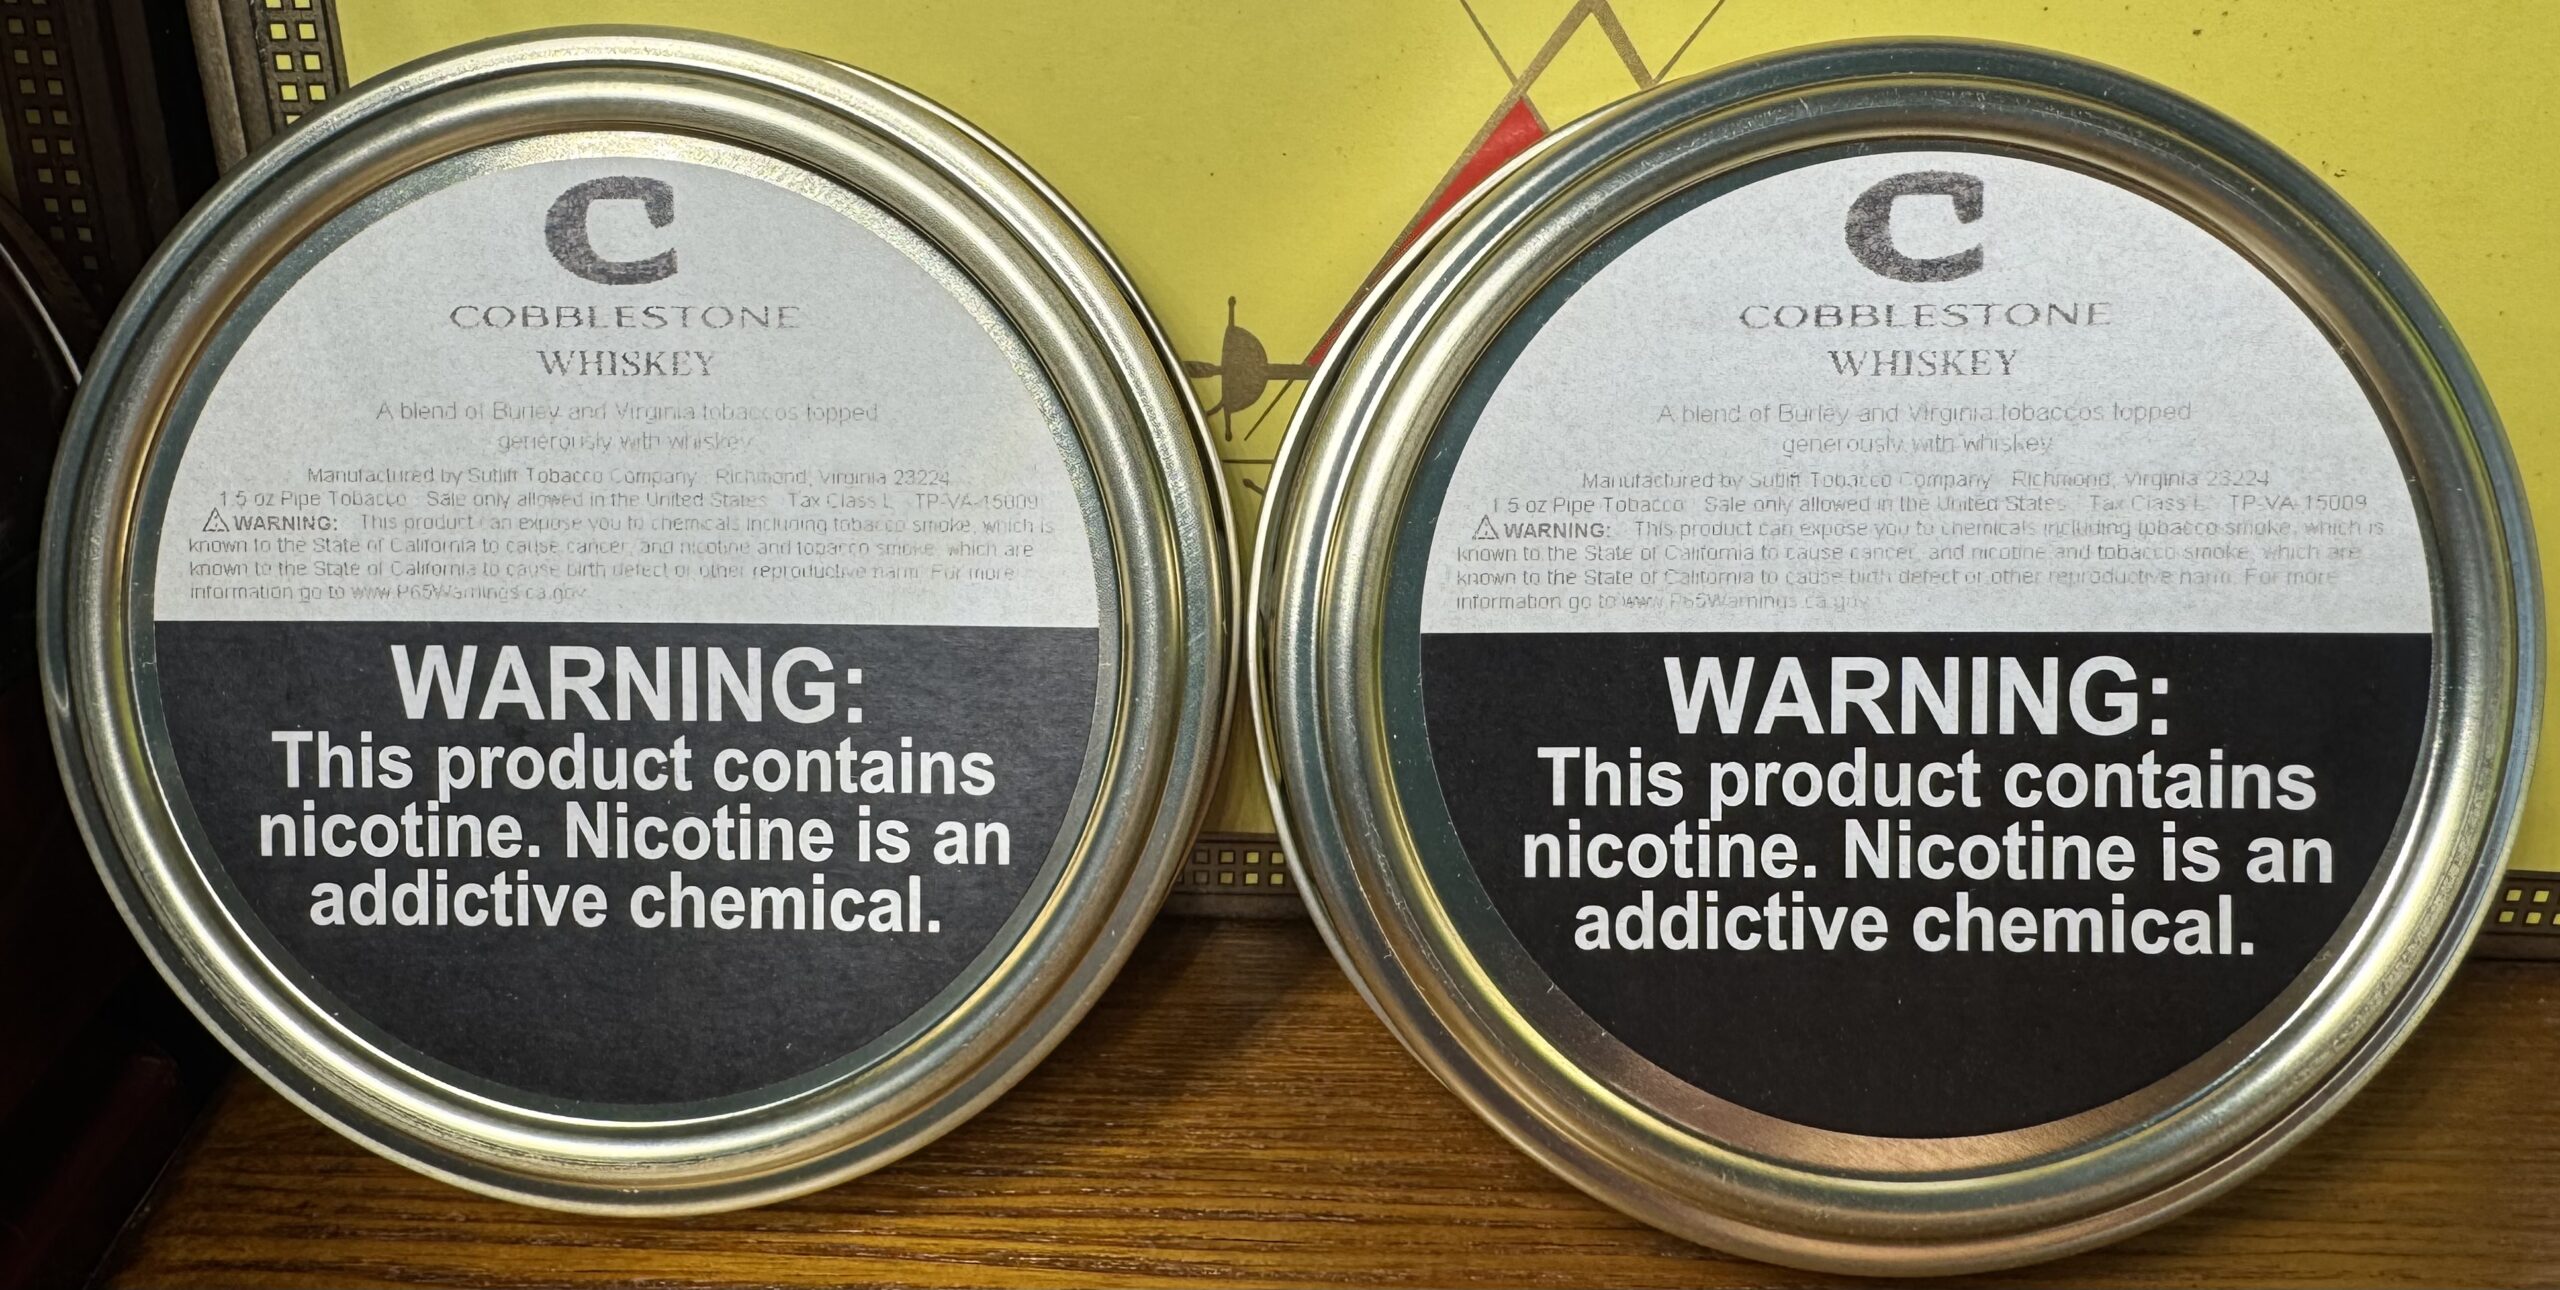 C
COBBLESTONE
WHISKEY
A blend of Burley and Virginia tobaccos topped
generously with whiskey
Manufactured by Sutliff Tobacco Company Richmond, Virginia 23224
1.5 oz Pipe Tobacco Sale only allowed in the United States Tax Class L TP-VA-15009
⚠ WARNING: This product can expose you to chemicals including tobacco smoke, which is
known to the State of California to cause cancer, and nicotine and tobacco smoke, which are
known to the State of California to cause birth defect or other reproductive harm. For more
information go to www.P65Warnings.ca.gov
WARNING:
This product contains
nicotine. Nicotine is an
addictive chemical.
C
COBBLESTONE
WHISKEY
A blend of Burley and Virginia tobaccos topped
generously with whiskey
Manufactured by Sutliff Tobacco Company Richmond, Virginia 23224
1.5 oz Pipe Tobacco Sale only allowed in the United States Tax Class L TP-VA-15009
⚠ WARNING: This product can expose you to chemicals including tobacco smoke, which is
known to the State of California to cause cancer, and nicotine and tobacco smoke, which are
known to the State of California to cause birth defect or other reproductive harm. For more
information go to www.P65Warnings.ca.gov
WARNING:
This product contains
nicotine. Nicotine is an
addictive chemical.